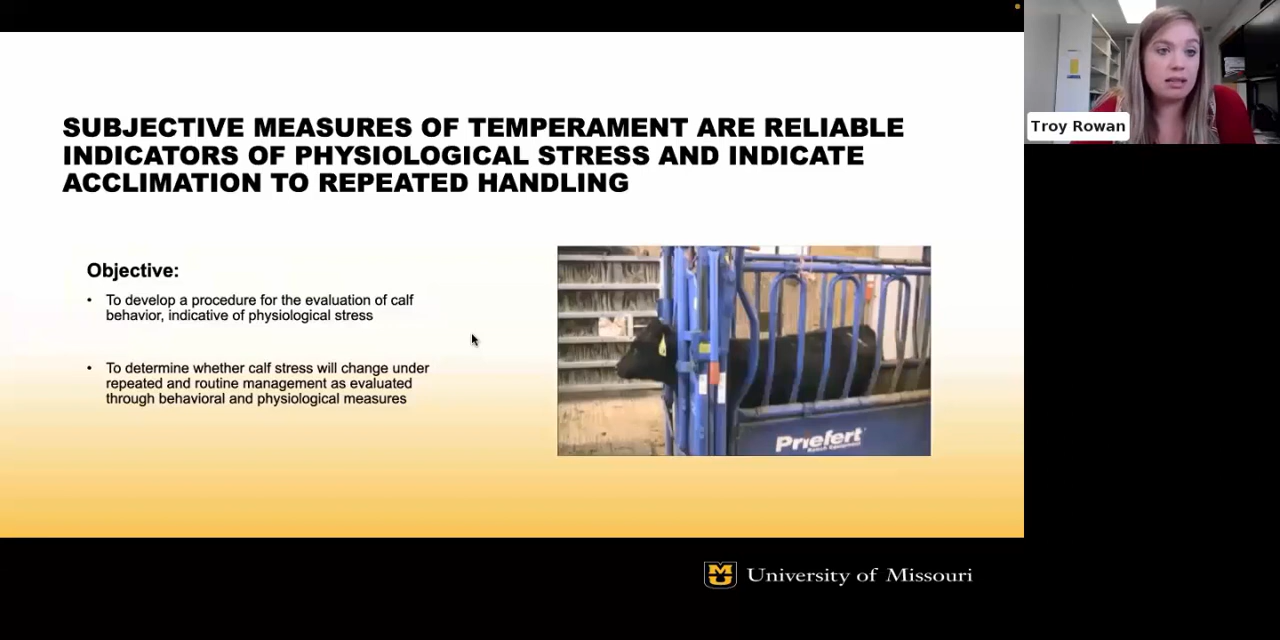 SUBJECTIVE MEASURES OF TEMPERAMENT ARE RELIABLE
INDICATORS OF PHYSIOLOGICAL STRESS AND INDICATE
ACCLIMATION TO REPEATED HANDLING
Objective:
• To develop a procedure for the evaluation of calf
behavior, indicative of physiological stress
• To determine whether calf stress will change under
repeated and routine management as evaluated
through behavioral and physiological measures
Priefert
Ranch Equipment
Troy Rowan
University of Missouri